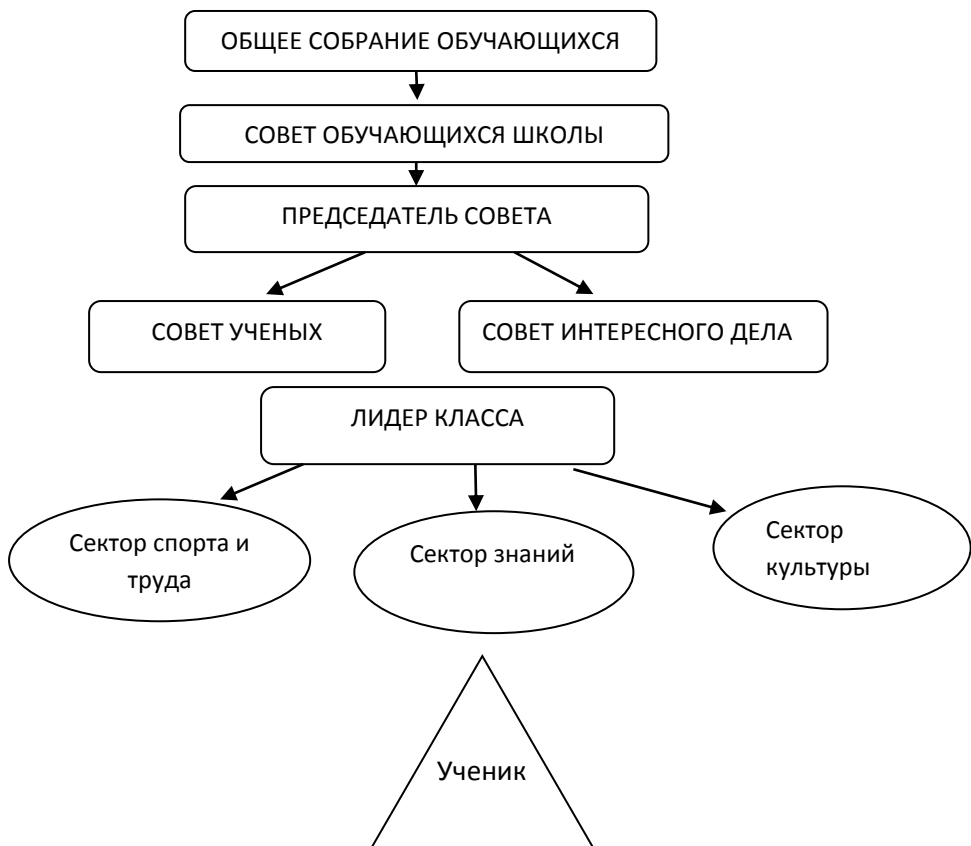 ОБЩЕЕ СОБРАНИЕ ОБУЧАЮЩИХСЯ
СОВЕТ ОБУЧАЮЩИХСЯ ШКОЛЫ
ПРЕДСЕДАТЕЛЬ СОВЕТА
СОВЕТ УЧЕНЫХ
СОВЕТ ИНТЕРЕСНОГО ДЕЛА
ЛИДЕР КЛАССА
Сектор спорта и
труда
Сектор знаний
Сектор
культуры
Ученик